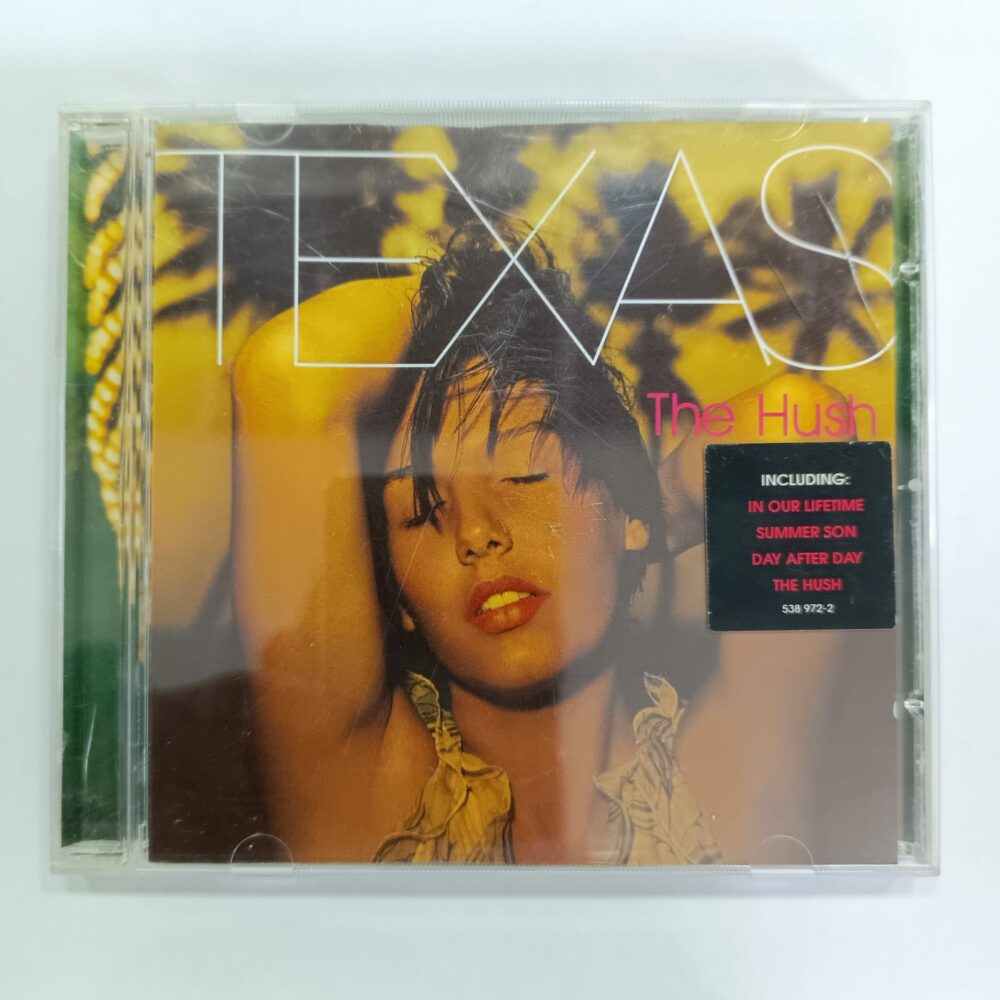 TEXAS
The Hush
INCLUDING:
IN OUR LIFETIME
SUMMER SON
DAY AFTER DAY
THE HUSH
538 972-2